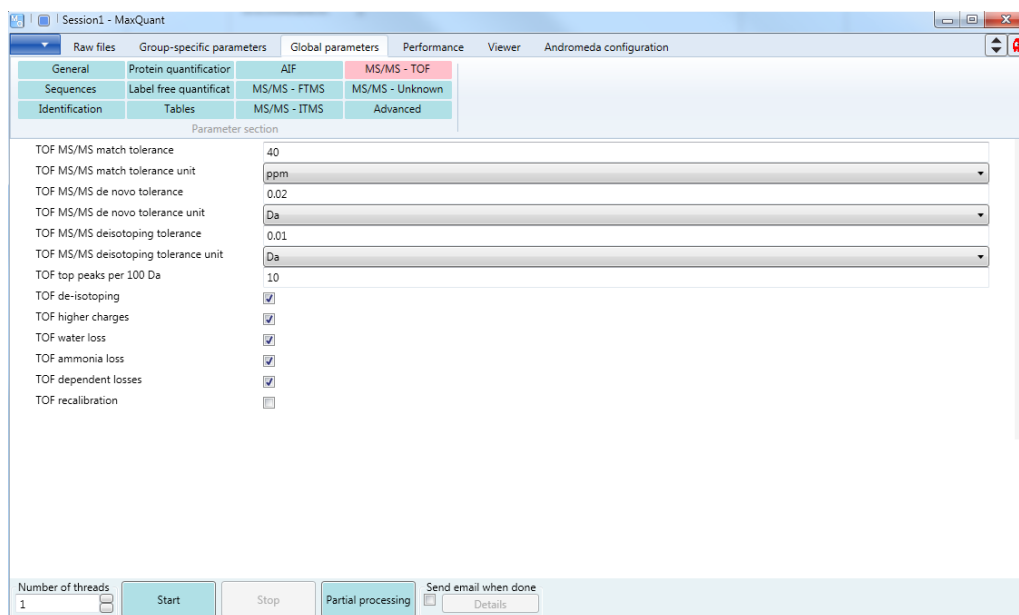 Session1 - MaxQuant
Raw files Group-specific parameters Global parameters Performance Viewer Andromeda configuration
General Protein quantification AIF MS/MS - TOF
Sequences Label free quantificat MS/MS - FTMS MS/MS - Unknown
Identification Tables MS/MS - ITMS Advanced
Parameter section
TOF MS/MS match tolerance 40
TOF MS/MS match tolerance unit ppm
TOF MS/MS de novo tolerance 0.02
TOF MS/MS de novo tolerance unit Da
TOF MS/MS deisotoping tolerance 0.01
TOF MS/MS deisotoping tolerance unit Da
TOF top peaks per 100 Da 10
TOF de-isotoping
TOF higher charges
TOF water loss
TOF ammonia loss
TOF dependent losses
TOF recalibration
Number of threads
1
Start Stop Partial processing
Send email when done
Details